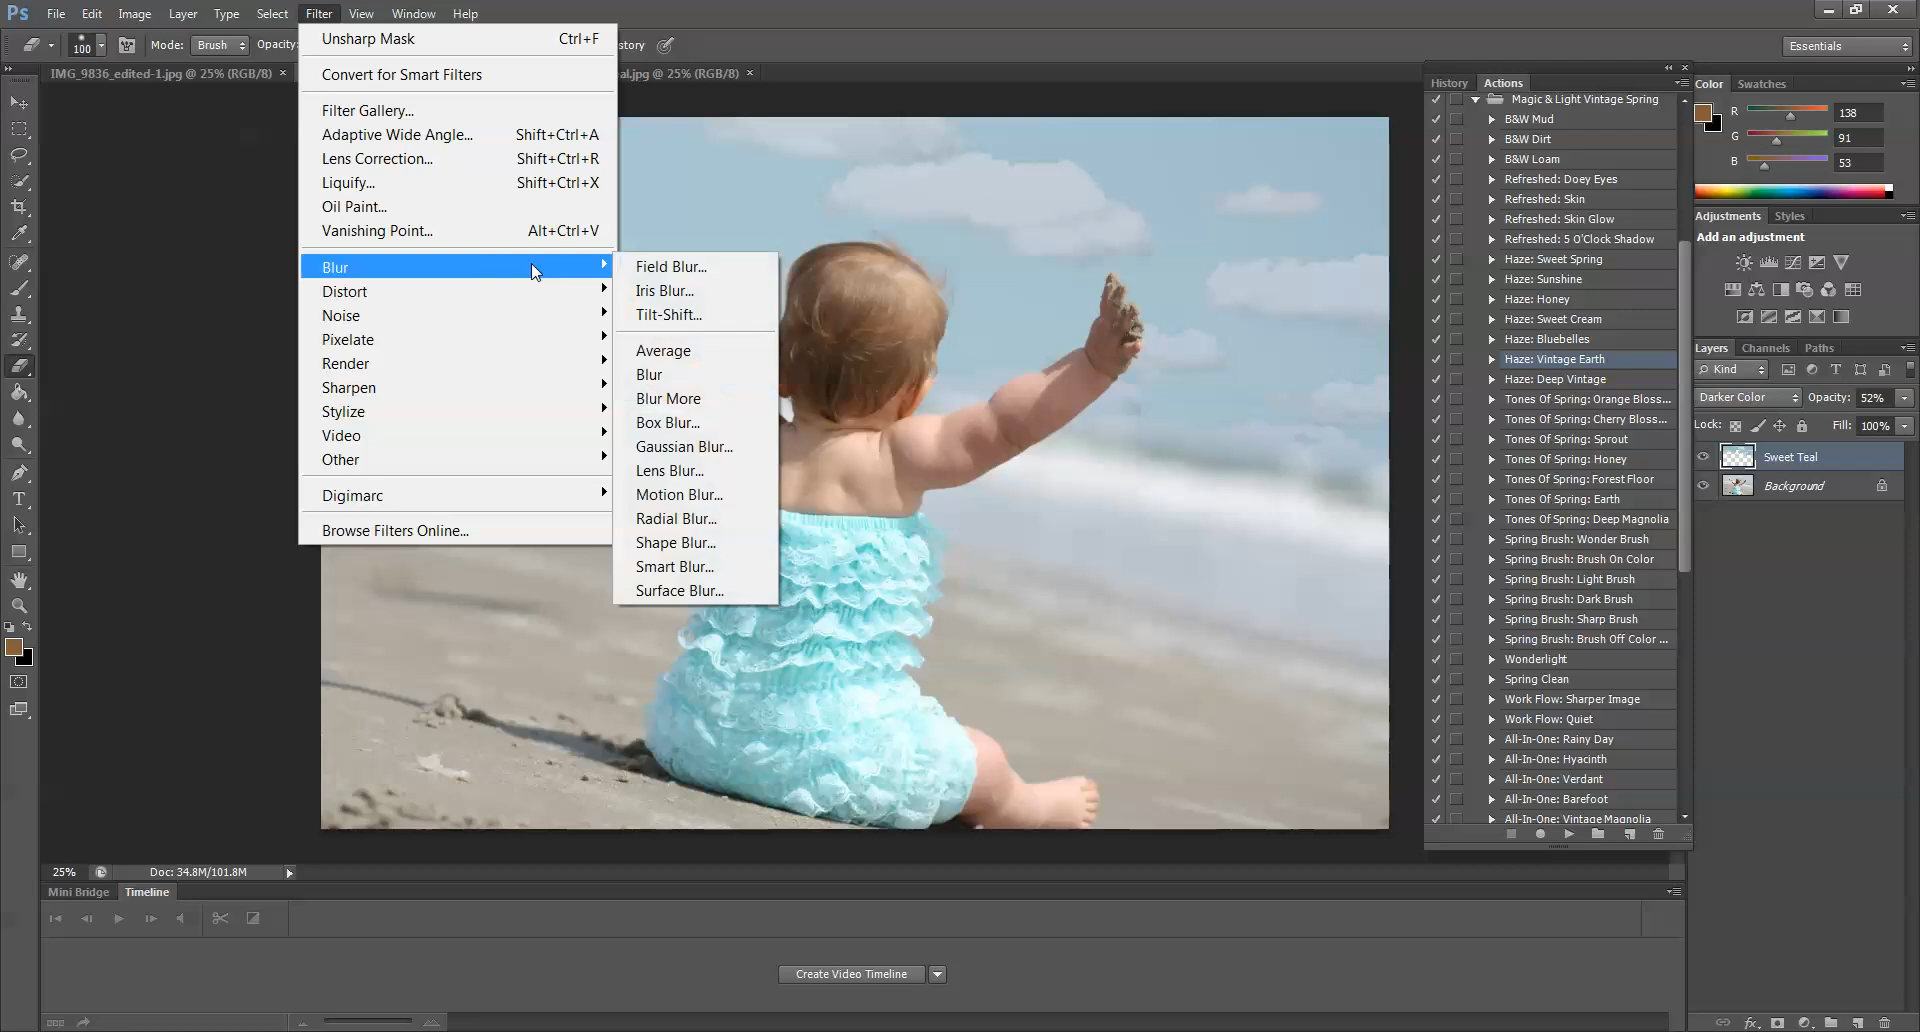 Ps File Edit Image Layer Type Select Filter View Window Help
100 Mode: Brush Opacity story Essentials
IMG_9836_edited-1.jpg @ 25% (RGB/8) × al.jpg @ 25% (RGB/8) ×
Unsharp Mask Ctrl+F
Convert for Smart Filters
Filter Gallery...
Adaptive Wide Angle... Shift+Ctrl+A
Lens Correction... Shift+Ctrl+R
Liquify... Shift+Ctrl+X
Oil Paint...
Vanishing Point... Alt+Ctrl+V
Blur
Distort
Noise
Pixelate
Render
Sharpen
Stylize
Video
Other
Digimarc
Browse Filters Online...
Field Blur...
Iris Blur...
Tilt-Shift...
Average
Blur
Blur More
Box Blur...
Gaussian Blur...
Lens Blur...
Motion Blur...
Radial Blur...
Shape Blur...
Smart Blur...
Surface Blur...
History Actions
Magic & Light Vintage Spring
B&W Mud
B&W Dirt
B&W Loam
Refreshed: Doey Eyes
Refreshed: Skin
Refreshed: Skin Glow
Refreshed: 5 O'Clock Shadow
Haze: Sweet Spring
Haze: Sunshine
Haze: Honey
Haze: Sweet Cream
Haze: Bluebelles
Haze: Vintage Earth
Haze: Deep Vintage
Tones Of Spring: Orange Bloss...
Tones Of Spring: Cherry Bloss...
Tones Of Spring: Sprout
Tones Of Spring: Honey
Tones Of Spring: Forest Floor
Tones Of Spring: Earth
Tones Of Spring: Deep Magnolia
Spring Brush: Wonder Brush
Spring Brush: Brush On Color
Spring Brush: Light Brush
Spring Brush: Dark Brush
Spring Brush: Sharp Brush
Spring Brush: Brush Off Color ...
Wonderlight
Spring Clean
Work Flow: Sharper Image
Work Flow: Quiet
All-In-One: Rainy Day
All-In-One: Hyacinth
All-In-One: Verdant
All-In-One: Barefoot
All-In-One: Vintage Magnolia
Color Swatches
R 138
G 91
B 53
Adjustments Styles
Add an adjustment
Layers Channels Paths
Kind
Darker Color Opacity: 52%
Lock: Fill: 100%
Sweet Teal
Background
25% Doc: 34.8M/101.8M
Mini Bridge Timeline
Create Video Timeline